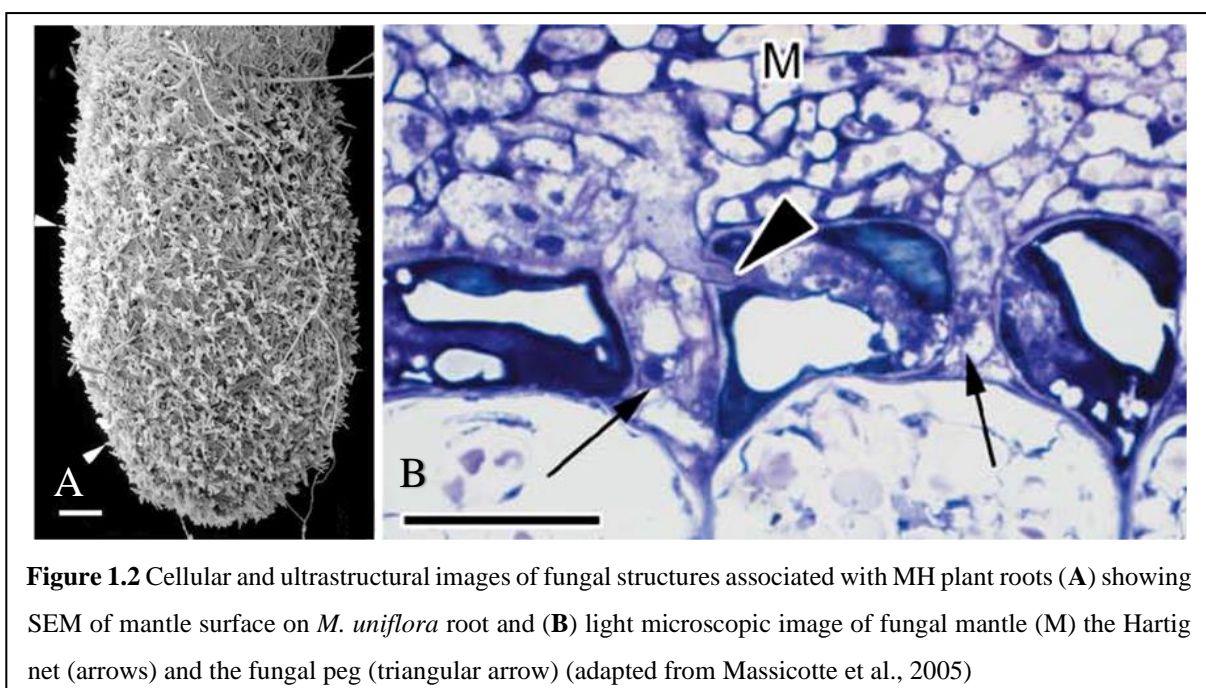 M
A
B
Figure 1.2 Cellular and ultrastructural images of fungal structures associated with MH plant roots (A) showing
SEM of mantle surface on M. uniflora root and (B) light microscopic image of fungal mantle (M) the Hartig
net (arrows) and the fungal peg (triangular arrow) (adapted from Massicotte et al., 2005)